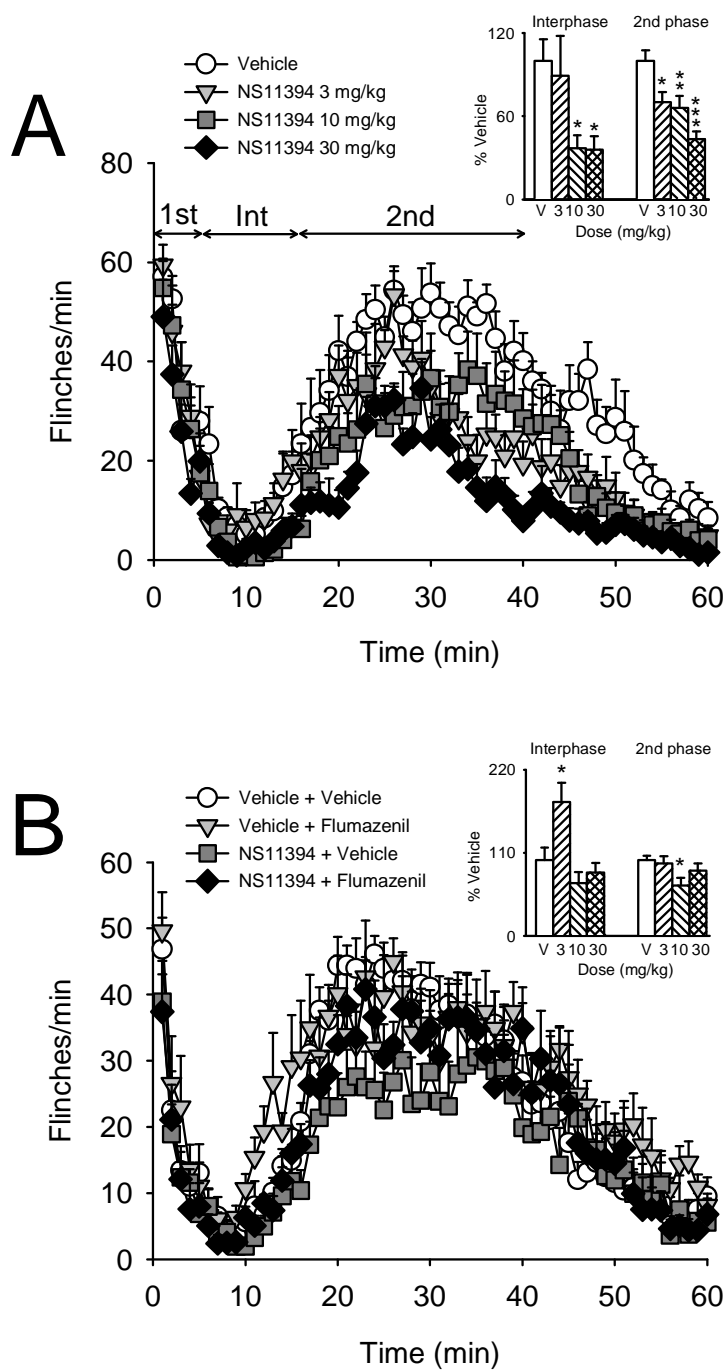 A
Vehicle
NS11394 3 mg/kg
NS11394 10 mg/kg
NS11394 30 mg/kg
Interphase 2nd phase
120
60
0
% Vehicle
* * * ** ***
V 3 10 30 V 3 10 30
Dose (mg/kg)
80
60
40
20
0
Flinches/min
1st Int 2nd
0 10 20 30 40 50 60
Time (min)
B
Vehicle + Vehicle
Vehicle + Flumazenil
NS11394 + Vehicle
NS11394 + Flumazenil
Interphase 2nd phase
220
110
0
% Vehicle
* *
V 3 10 30 V 3 10 30
Dose (mg/kg)
60
50
40
30
20
10
0
Flinches/min
0 10 20 30 40 50 60
Time (min)